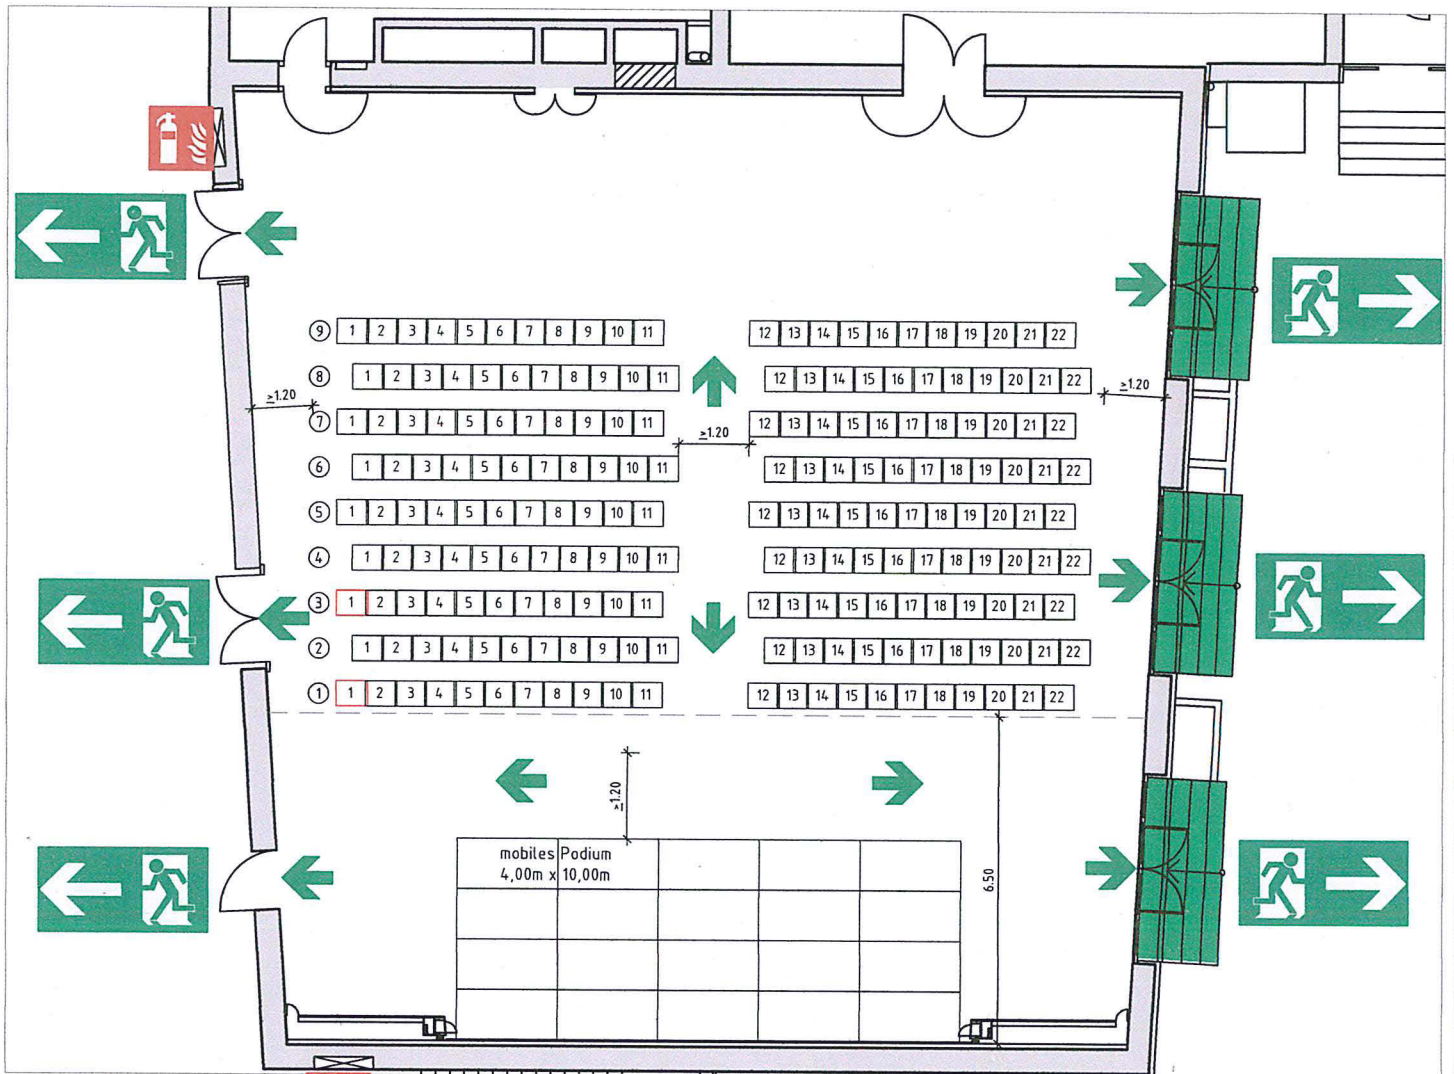 ⑨ 1 2 3 4 5 6 7 8 9 10 11 12 13 14 15 16 17 18 19 20 21 22
⑧ 1 2 3 4 5 6 7 8 9 10 11 12 13 14 15 16 17 18 19 20 21 22
≥1.20 ≥1.20
⑦ 1 2 3 4 5 6 7 8 9 10 11 12 13 14 15 16 17 18 19 20 21 22
≥1.20
⑥ 1 2 3 4 5 6 7 8 9 10 11 12 13 14 15 16 17 18 19 20 21 22
⑤ 1 2 3 4 5 6 7 8 9 10 11 12 13 14 15 16 17 18 19 20 21 22
④ 1 2 3 4 5 6 7 8 9 10 11 12 13 14 15 16 17 18 19 20 21 22
③ 1 2 3 4 5 6 7 8 9 10 11 12 13 14 15 16 17 18 19 20 21 22
② 1 2 3 4 5 6 7 8 9 10 11 12 13 14 15 16 17 18 19 20 21 22
① 1 2 3 4 5 6 7 8 9 10 11 12 13 14 15 16 17 18 19 20 21 22
≥1.20
mobiles Podium
4,00m x 10,00m
6.50